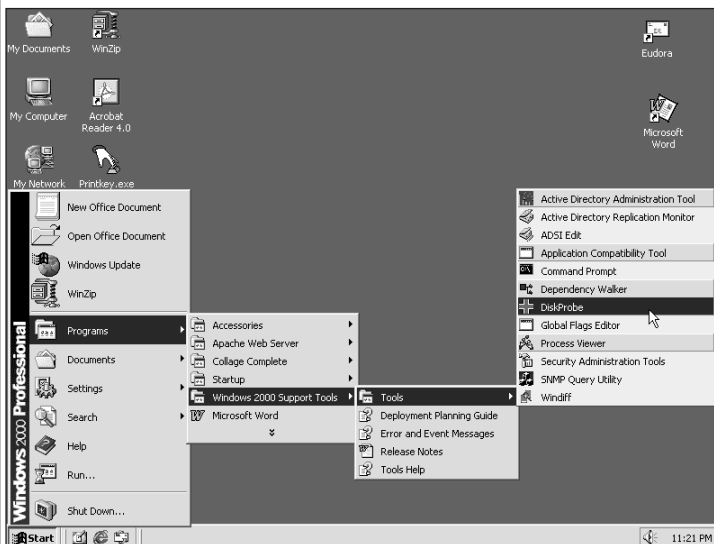 My Documents
WinZip
Eudora
My Computer
Acrobat
Reader 4.0
Microsoft
Word
My Network
Printkey.exe
Windows 2000 Professional
New Office Document
Open Office Document
Windows Update
WinZip
Programs
Documents
Settings
Search
Help
Run...
Shut Down...
Accessories
Apache Web Server
Collage Complete
Startup
Windows 2000 Support Tools
Microsoft Word
Tools
Deployment Planning Guide
Error and Event Messages
Release Notes
Tools Help
Active Directory Administration Tool
Active Directory Replication Monitor
ADSI Edit
Application Compatibility Tool
Command Prompt
Dependency Walker
DiskProbe
Global Flags Editor
Process Viewer
Security Administration Tools
SNMP Query Utility
Windiff
Start
11:21 PM